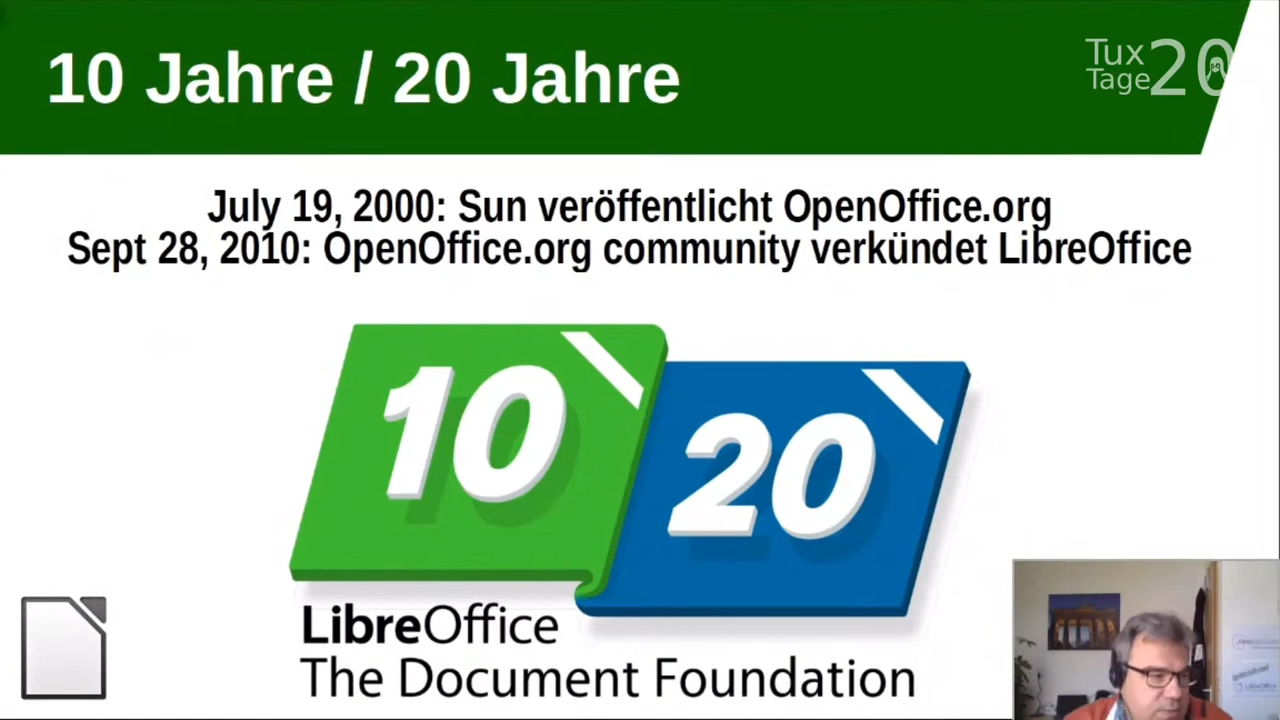 10 Jahre / 20 Jahre
Tux
Tage 20
July 19, 2000: Sun veröffentlicht OpenOffice.org
Sept 28, 2010: OpenOffice.org community verkündet LibreOffice
10
20
LibreOffice
The Document Foundation
LibreOffice